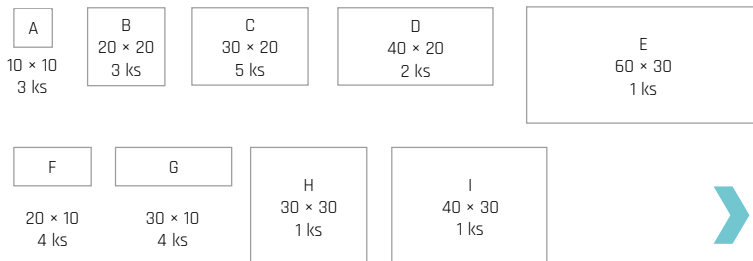 A
10 × 10
3 ks
B
20 × 20
3 ks
C
30 × 20
5 ks
D
40 × 20
2 ks
E
60 × 30
1 ks
F
20 × 10
4 ks
G
30 × 10
4 ks
H
30 × 30
1 ks
I
40 × 30
1 ks